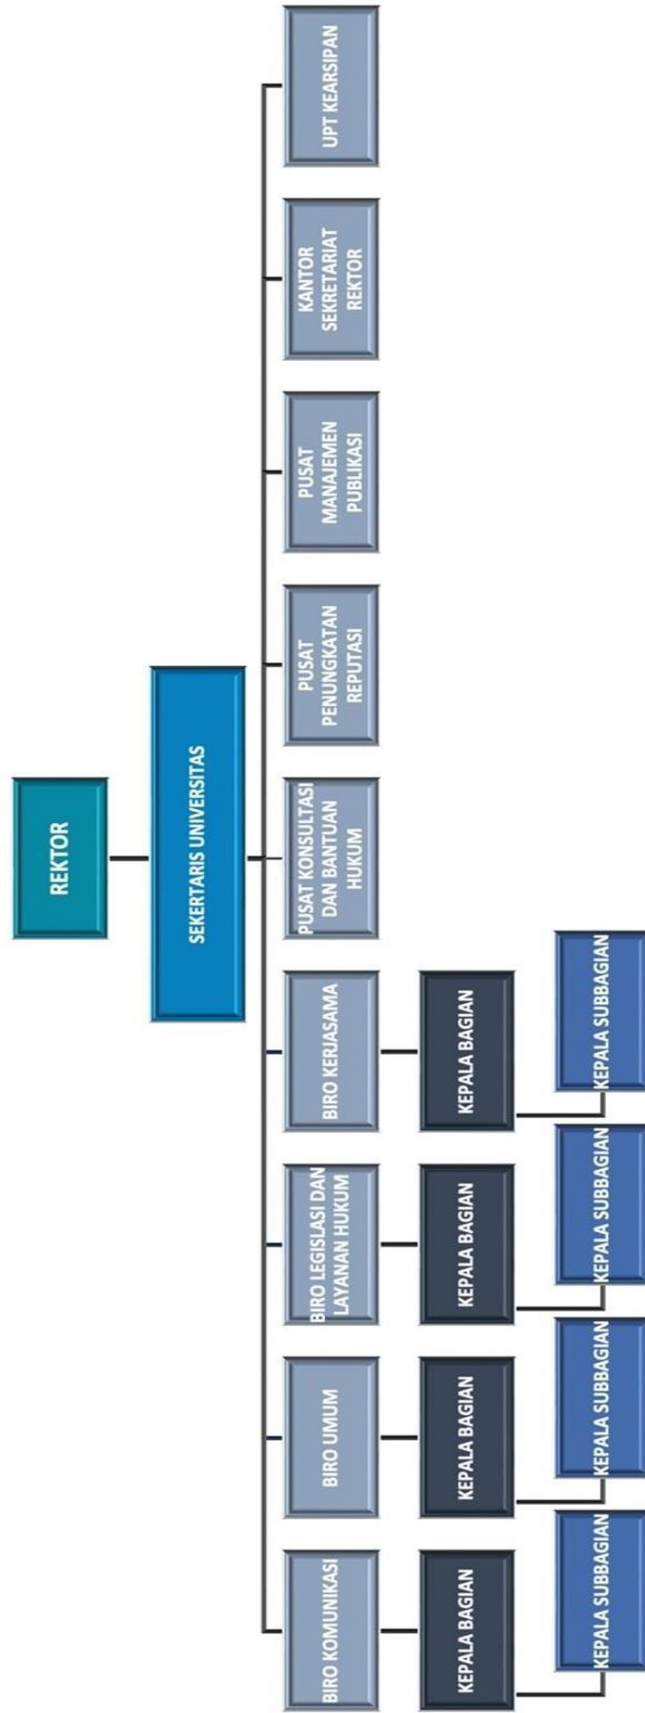 REKTOR
SEKERTARIS UNIVERSITAS
BIRO KOMUNIKASI
BIRO UMUM
BIRO LEGISLASI DAN
LAYANAN HUKUM
BIRO KERJASAMA
PUSAT KONSULTASI
DAN BANTUAN
HUKUM
PUSAT
PENUNGKATAN
REPUTASI
PUSAT
MANAJEMEN
PUBLIKASI
KANTOR
SEKRETARIAT
REKTOR
UPT KEARSIPAN
KEPALA BAGIAN
KEPALA BAGIAN
KEPALA BAGIAN
KEPALA BAGIAN
KEPALA SUBBAGIAN
KEPALA SUBBAGIAN
KEPALA SUBBAGIAN
KEPALA SUBBAGIAN